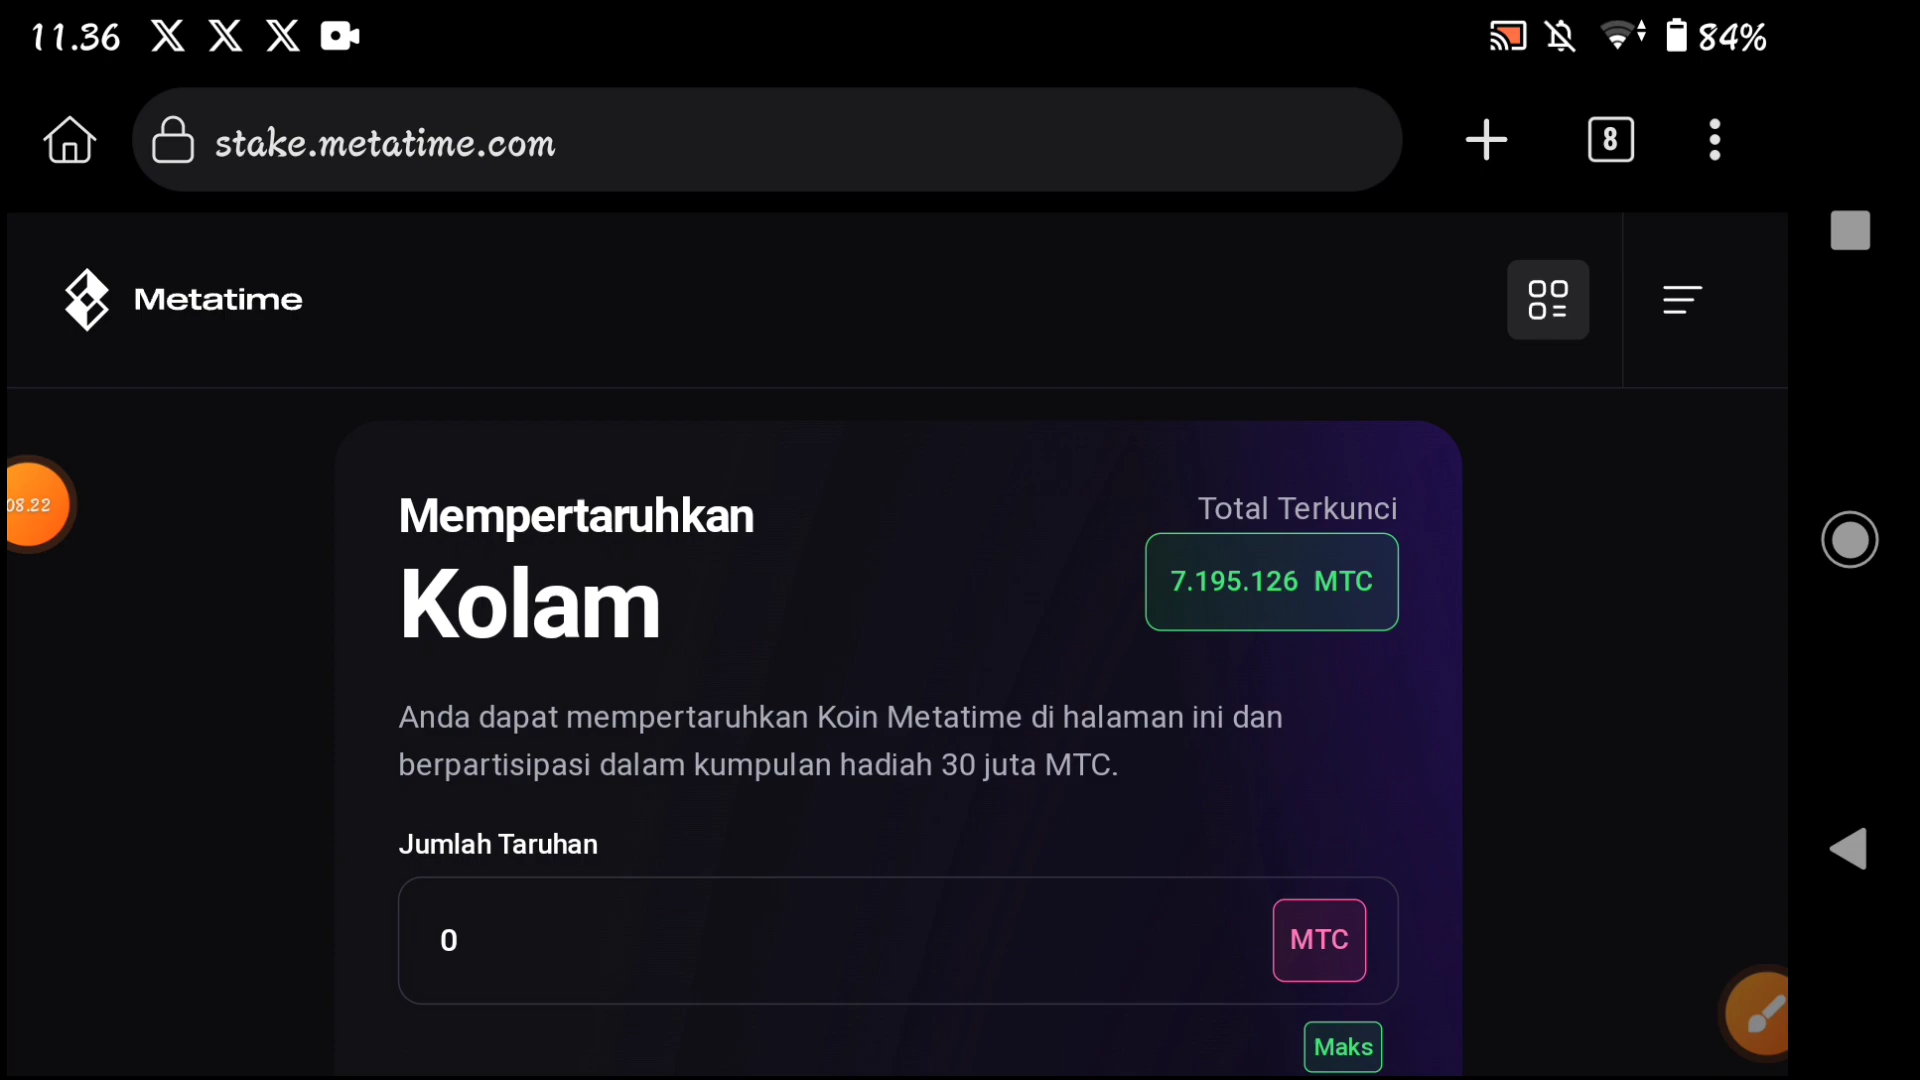 11.36
84%
stake.metatime.com
8
Metatime
08.22
Mempertaruhkan
Kolam
Total Terkunci
7.195.126 MTC
Anda dapat mempertaruhkan Koin Metatime di halaman ini dan
berpartisipasi dalam kumpulan hadiah 30 juta MTC.
Jumlah Taruhan
0
MTC
Maks